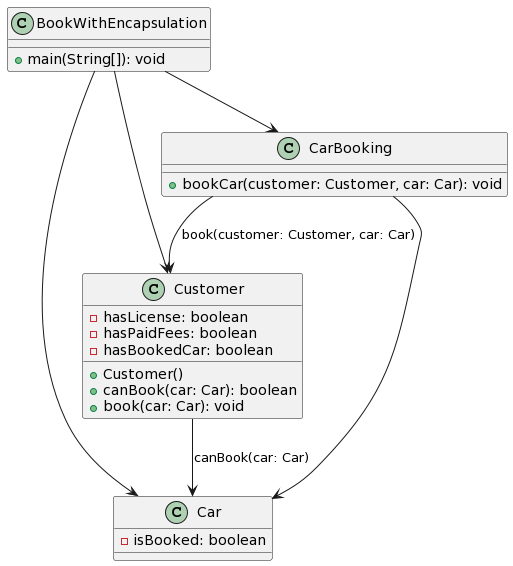 C BookWithEncapsulation
main(String[]): void
C CarBooking
bookCar(customer: Customer, car: Car): void
book(customer: Customer, car: Car)
C Customer
hasLicense: boolean
hasPaidFees: boolean
hasBookedCar: boolean
Customer()
canBook(car: Car): boolean
book(car: Car): void
canBook(car: Car)
C Car
isBooked: boolean